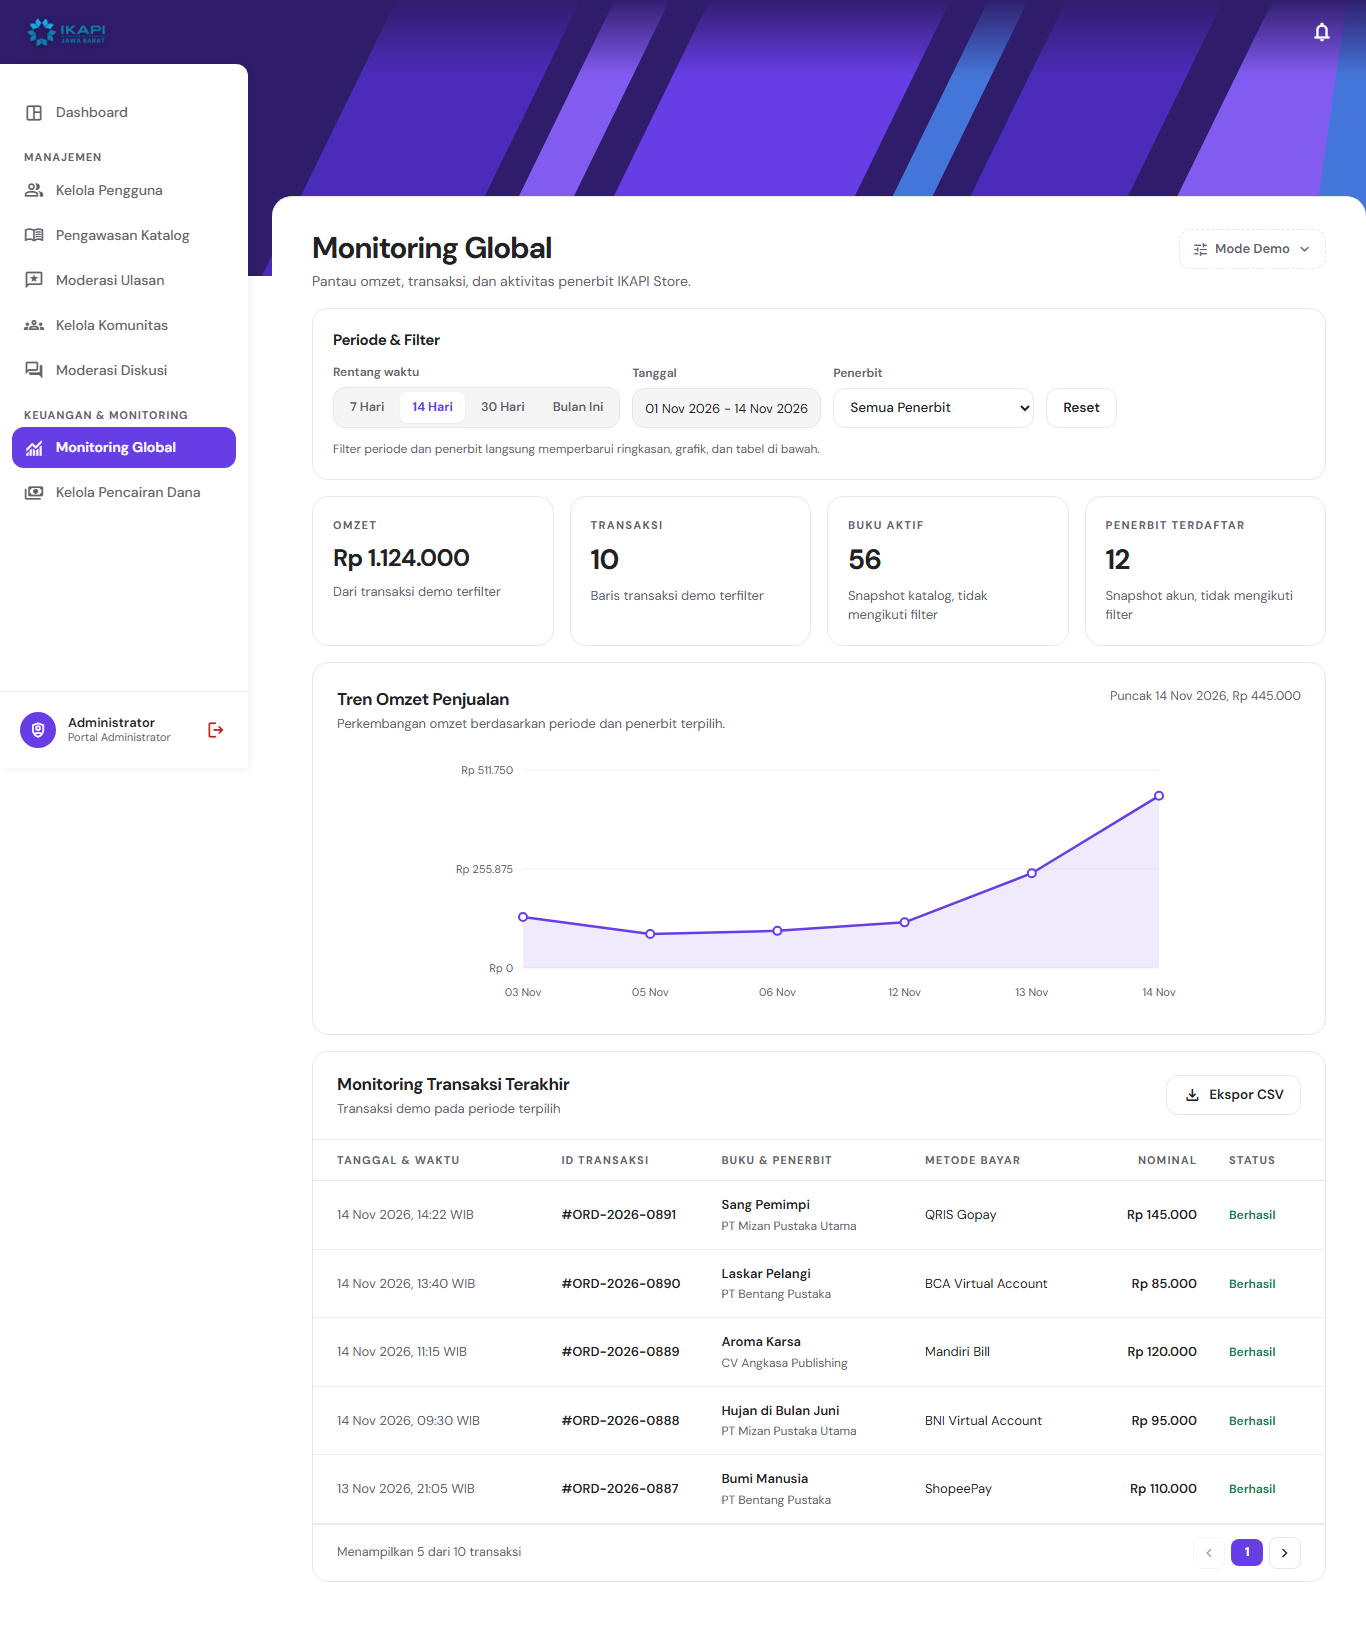 IKAPI
JAWA BARAT
Dashboard
MANAJEMEN
Kelola Pengguna
Pengawasan Katalog
Moderasi Ulasan
Kelola Komunitas
Moderasi Diskusi
KEUANGAN & MONITORING
Monitoring Global
Kelola Pencairan Dana
Administrator
Portal Administrator
Monitoring Global
Mode Demo
Pantau omzet, transaksi, dan aktivitas penerbit IKAPI Store.
Periode & Filter
Rentang waktu
7 Hari 14 Hari 30 Hari Bulan Ini
Tanggal
01 Nov 2026 - 14 Nov 2026
Penerbit
Semua Penerbit
Reset
Filter periode dan penerbit langsung memperbarui ringkasan, grafik, dan tabel di bawah.
OMZET
Rp 1.124.000
Dari transaksi demo terfilter
TRANSAKSI
10
Baris transaksi demo terfilter
BUKU AKTIF
56
Snapshot katalog, tidak
mengikuti filter
PENERBIT TERDAFTAR
12
Snapshot akun, tidak mengikuti
filter
Tren Omzet Penjualan
Perkembangan omzet berdasarkan periode dan penerbit terpilih.
Puncak 14 Nov 2026, Rp 445.000
Rp 511.750
Rp 255.875
Rp 0
03 Nov 05 Nov 06 Nov 12 Nov 13 Nov 14 Nov
Monitoring Transaksi Terakhir
Transaksi demo pada periode terpilih
Ekspor CSV
TANGGAL & WAKTU ID TRANSAKSI BUKU & PENERBIT METODE BAYAR NOMINAL STATUS
14 Nov 2026, 14:22 WIB #ORD-2026-0891 Sang Pemimpi QRIS Gopay Rp 145.000 Berhasil
PT Mizan Pustaka Utama
14 Nov 2026, 13:40 WIB #ORD-2026-0890 Laskar Pelangi BCA Virtual Account Rp 85.000 Berhasil
PT Bentang Pustaka
14 Nov 2026, 11:15 WIB #ORD-2026-0889 Aroma Karsa Mandiri Bill Rp 120.000 Berhasil
CV Angkasa Publishing
14 Nov 2026, 09:30 WIB #ORD-2026-0888 Hujan di Bulan Juni BNI Virtual Account Rp 95.000 Berhasil
PT Mizan Pustaka Utama
13 Nov 2026, 21:05 WIB #ORD-2026-0887 Bumi Manusia ShopeePay Rp 110.000 Berhasil
PT Bentang Pustaka
Menampilkan 5 dari 10 transaksi
1